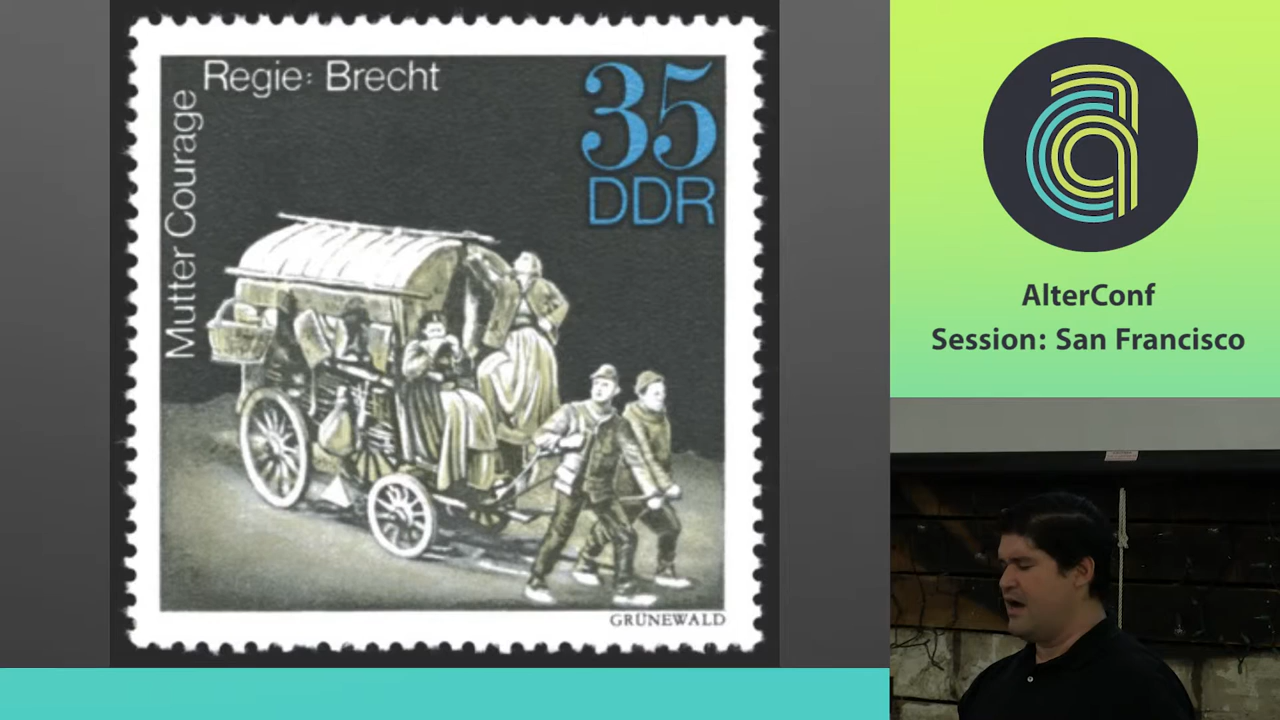 Regie: Brecht
Mutter Courage
35
DDR
GRÜNEWALD
AlterConf
Session: San Francisco